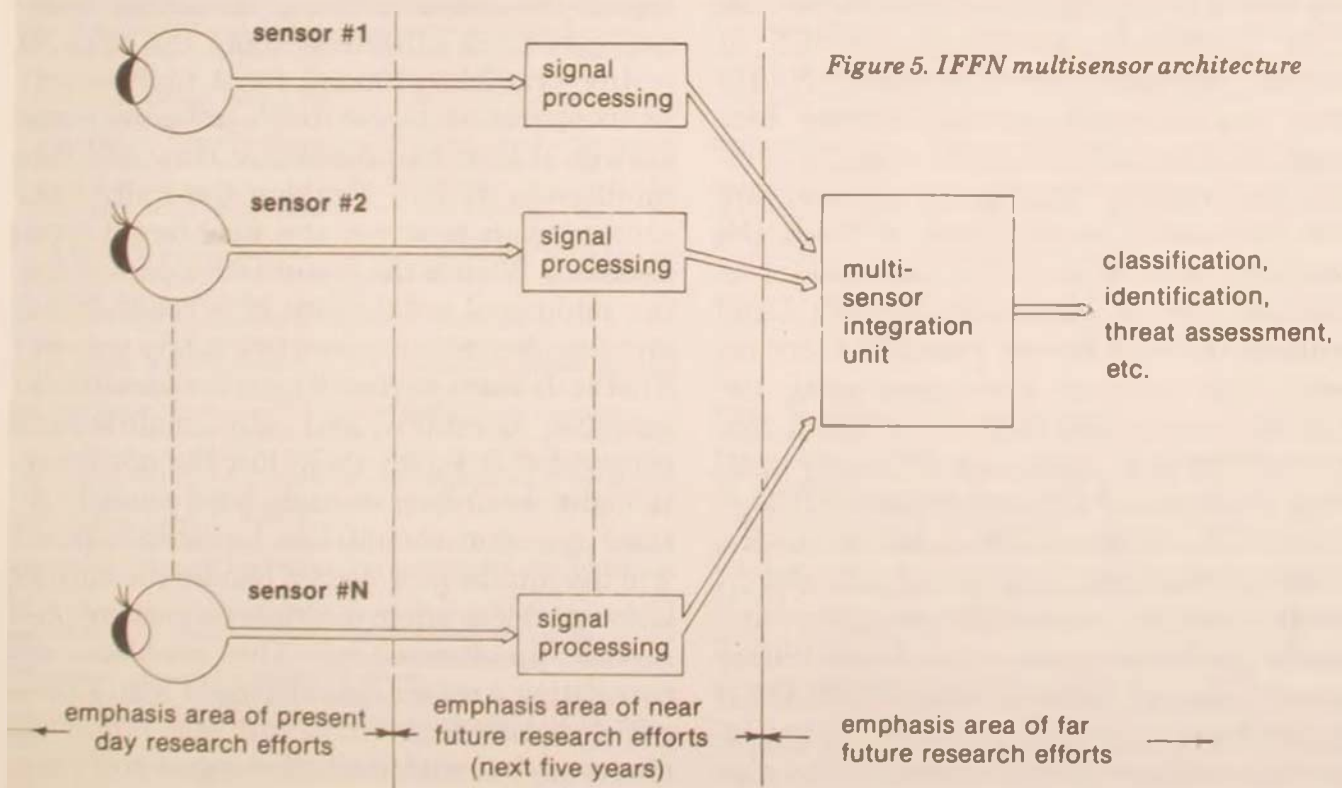 sensor #1
signal
processing
Figure 5. IFFN multisensor architecture
sensor #2
signal
processing
multi-
sensor
integration
unit
classification,
identification,
threat assessment,
etc.
sensor #N
signal
processing
emphasis area of present
day research efforts
emphasis area of near
future research efforts
(next five years)
emphasis area of far
future research efforts